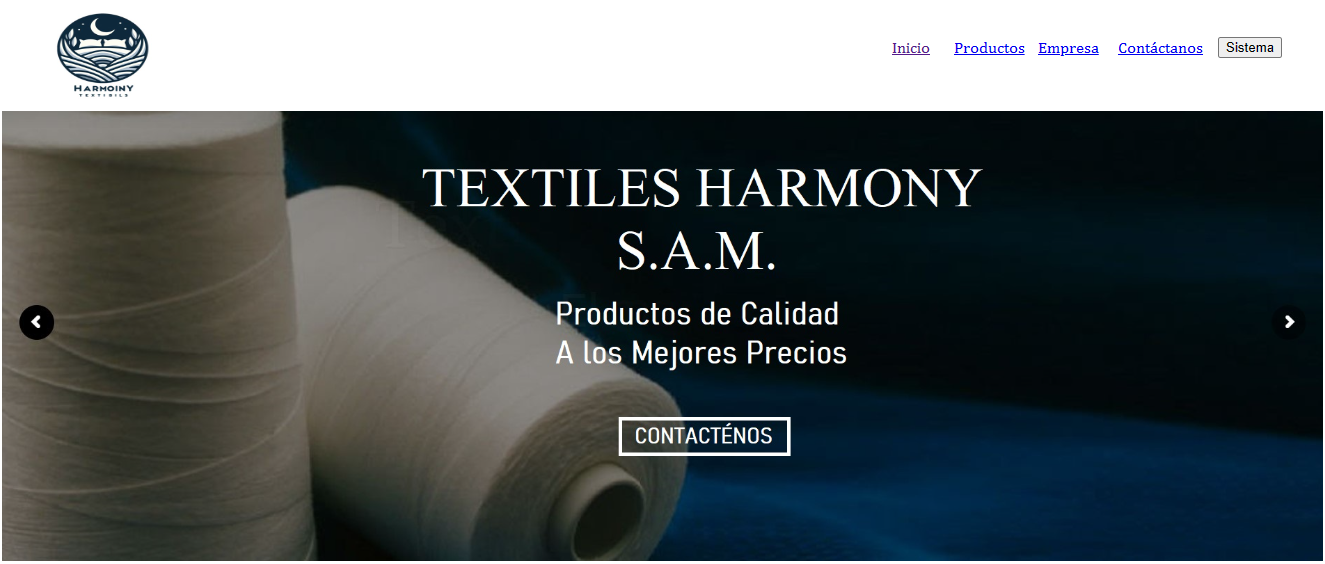 HARMOINY
TEXTIBILS
Inicio Productos Empresa Contáctanos Sistema
TEXTILES HARMONY
S.A.M.
Productos de Calidad
A los Mejores Precios
CONTACTÉNOS